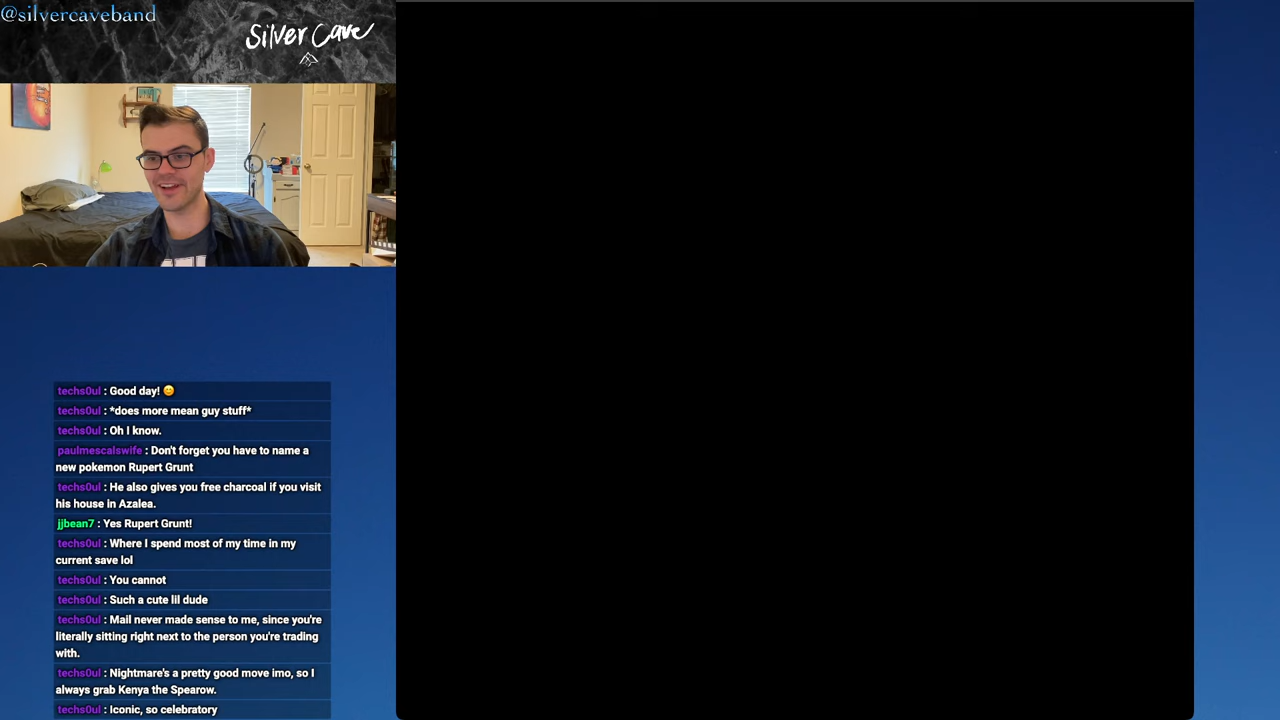 @silvercaveband
Silver Cave
techs0ul : Good day! 😊
techs0ul : *does more mean guy stuff*
techs0ul : Oh I know.
paulmescalswife : Don't forget you have to name a
new pokemon Rupert Grunt
techs0ul : He also gives you free charcoal if you visit
his house in Azalea.
jjbean7 : Yes Rupert Grunt!
techs0ul : Where I spend most of my time in my
current save lol
techs0ul : You cannot
techs0ul : Such a cute lil dude
techs0ul : Mail never made sense to me, since you're
literally sitting right next to the person you're trading
with.
techs0ul : Nightmare's a pretty good move imo, so I
always grab Kenya the Spearow.
techs0ul : Iconic, so celebratory